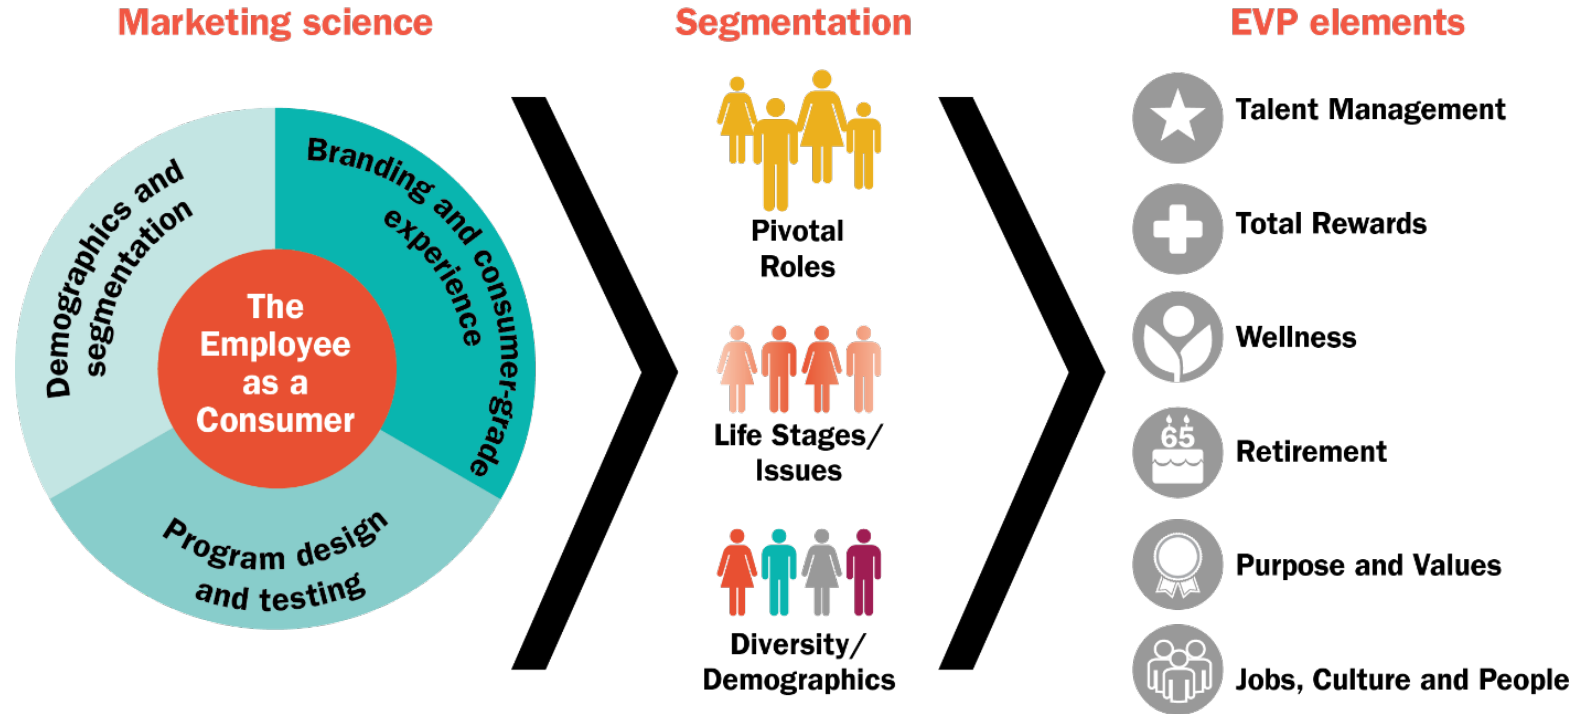 Marketing science
Demographics and
segmentation
Branding and consumer-grade
experience
Program design
and testing
The
Employee
as a
Consumer
Segmentation
Pivotal
Roles
Life Stages/
Issues
Diversity/
Demographics
EVP elements
Talent Management
Total Rewards
Wellness
65
Retirement
Purpose and Values
Jobs, Culture and People